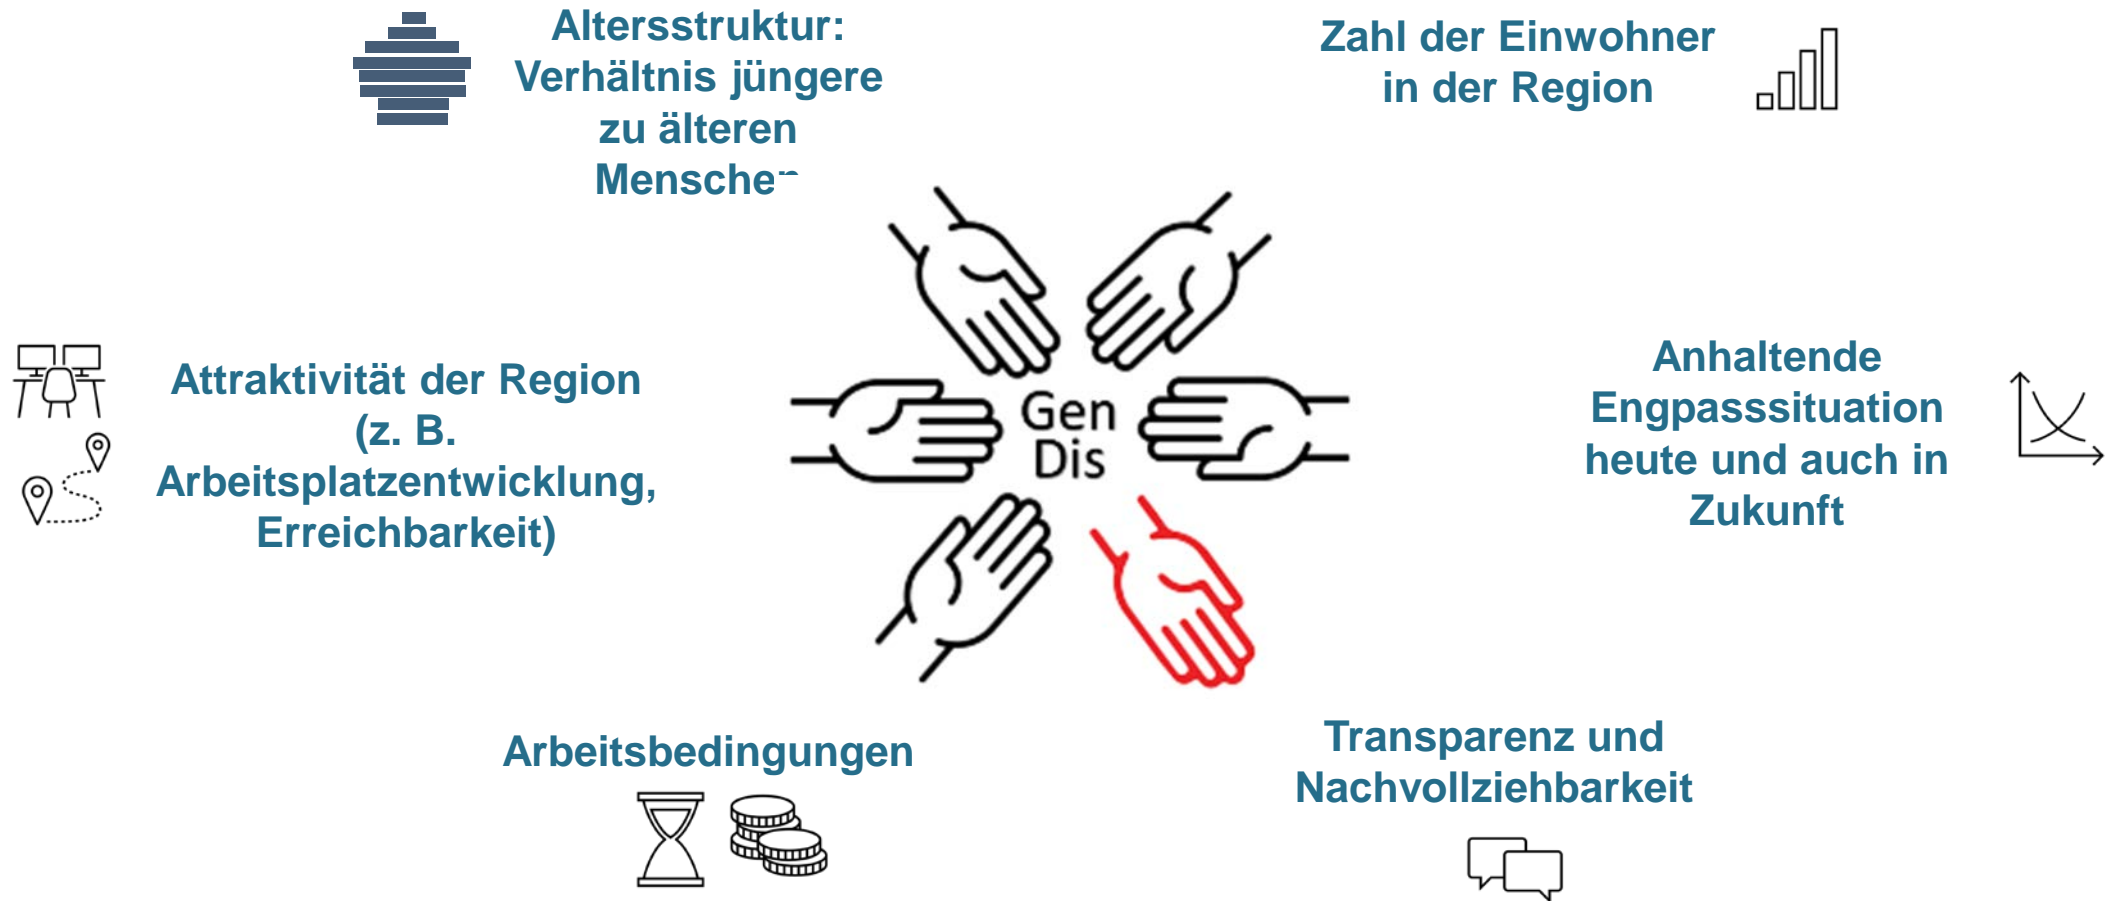 Altersstruktur:
Verhältnis jüngere
zu älteren
Menschen
Zahl der Einwohner
in der Region
Attraktivität der Region
(z. B.
Arbeitsplatzentwicklung,
Erreichbarkeit)
Gen
Dis
Anhaltende
Engpasssituation
heute und auch in
Zukunft
Arbeitsbedingungen
Transparenz und
Nachvollziehbarkeit